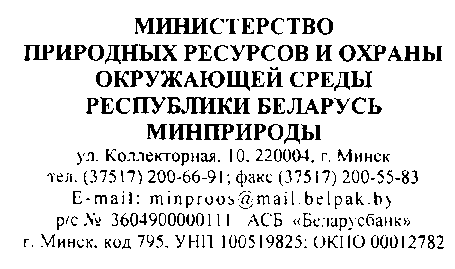 МИНИСТЕРСТВО
ПРИРОДНЫХ РЕСУРСОВ И ОХРАНЫ
ОКРУЖАЮЩЕЙ СРЕДЫ
РЕСПУБЛИКИ БЕЛАРУСЬ
МИНПРИРОДЫ
ул. Коллекторная, 10, 220004, г. Минск
тел. (37517) 200-66-91; факс (37517) 200-55-83
E-mail: minproos@mail.belpak.by
р/с № 3604900000111 АСБ «Беларусбанк»
г. Минск, код 795, УНП 100519825; ОКПО 00012782